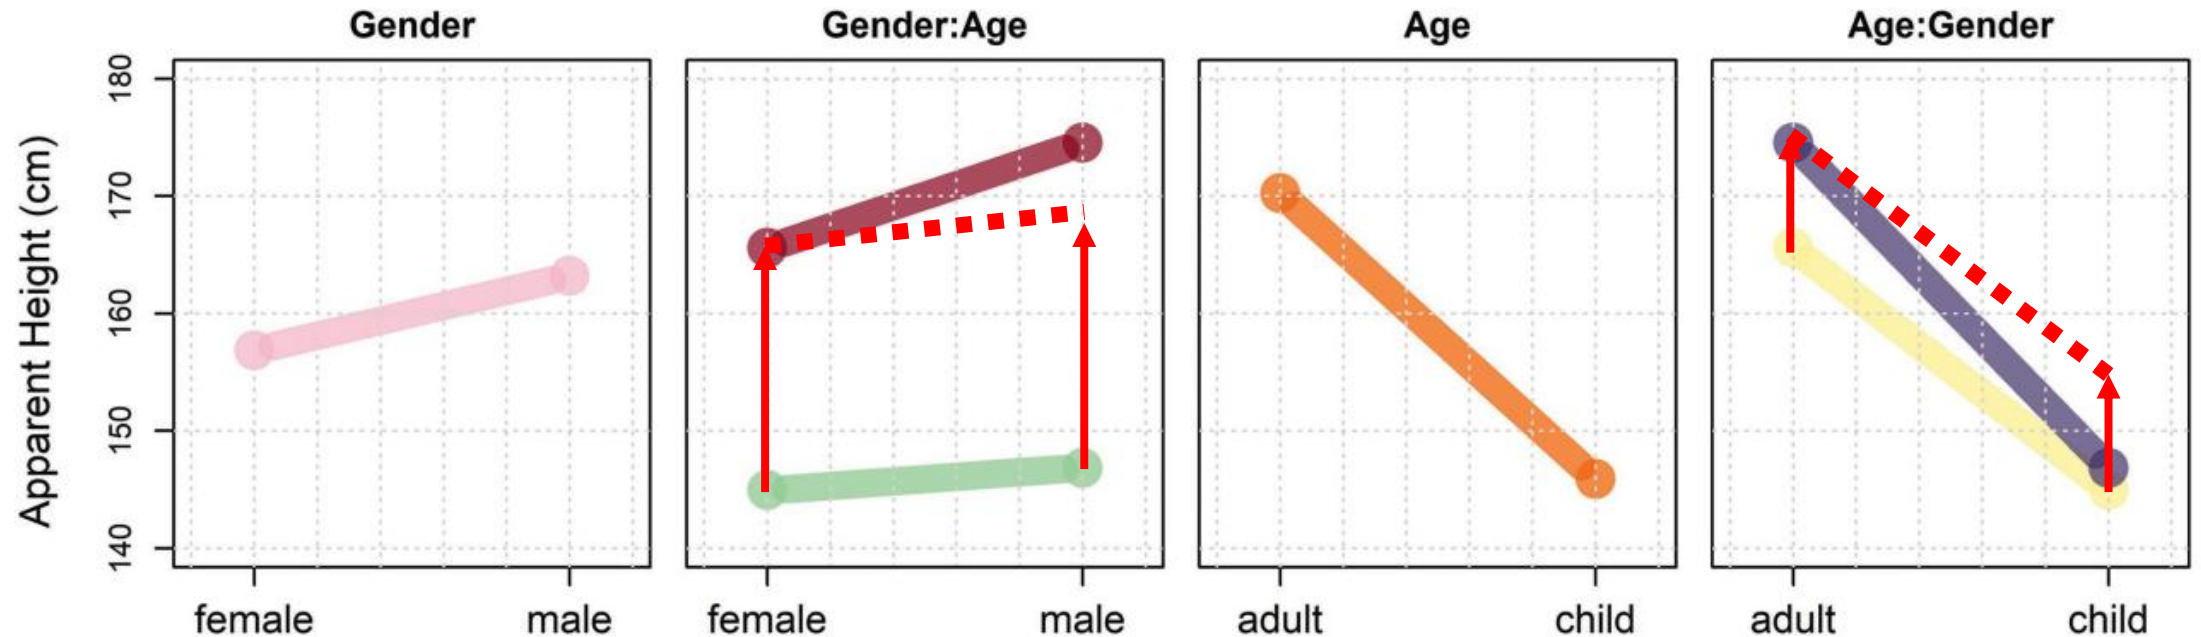 Gender
Gender:Age
Age
Age:Gender
Apparent Height (cm)
180
170
160
150
140
female male
female male
adult child
adult child